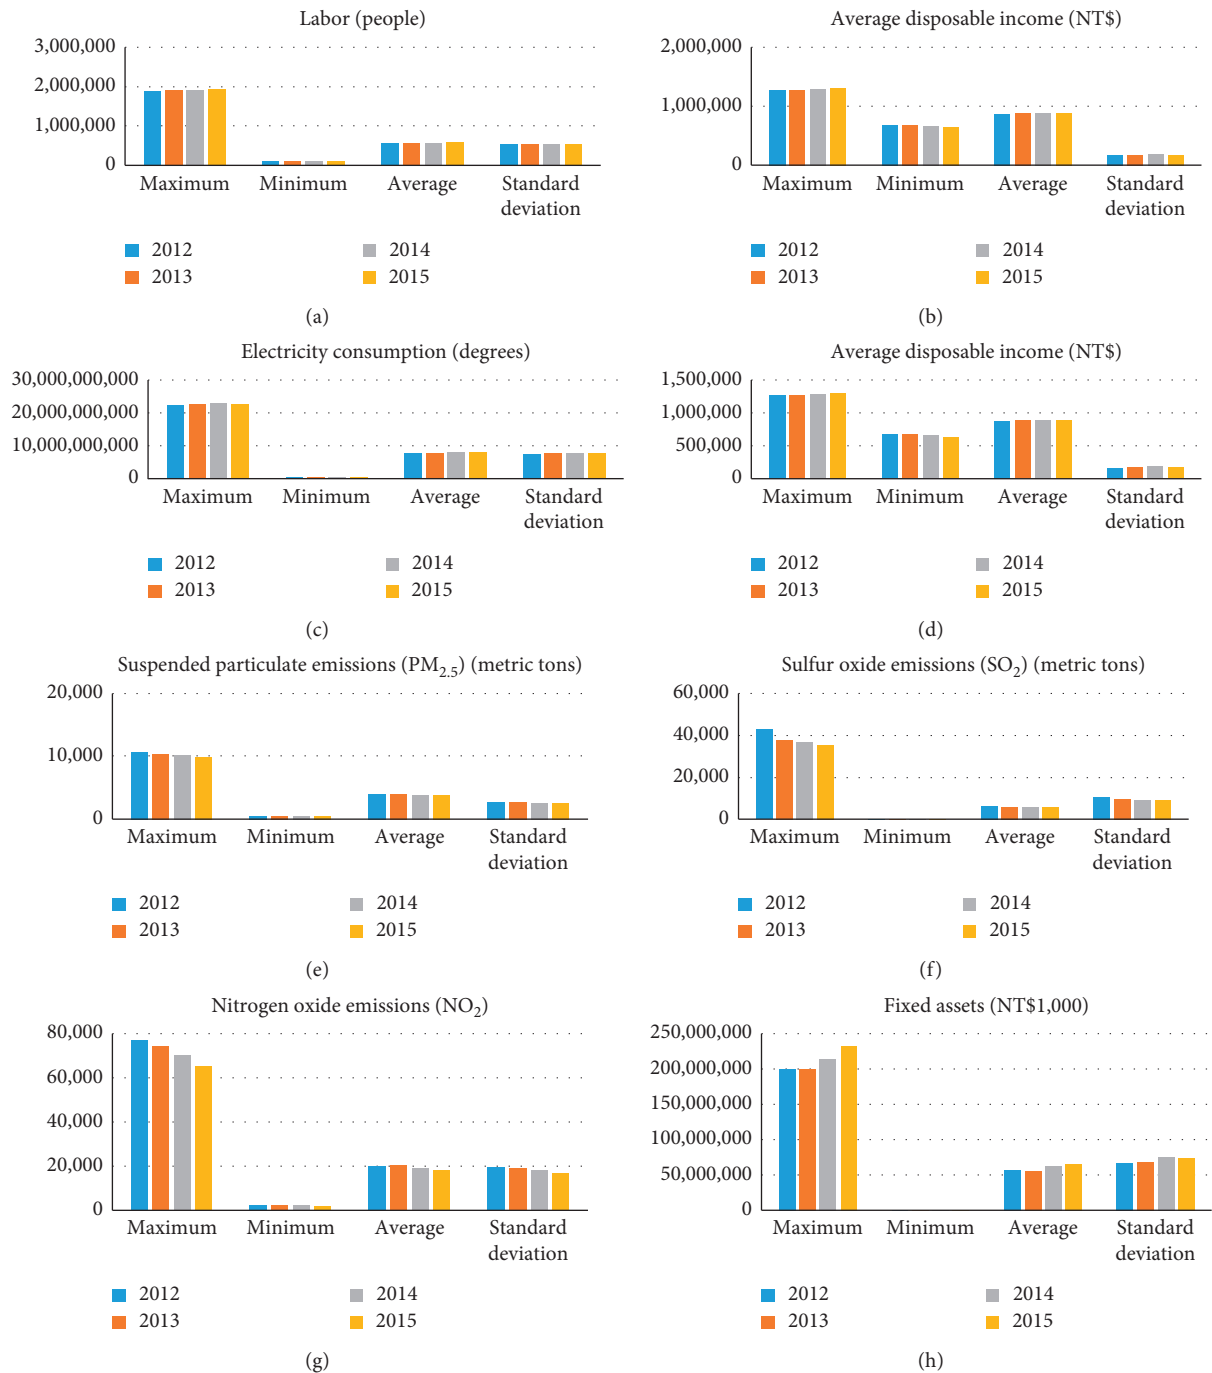 Labor (people)
3,000,000
2,000,000
1,000,000
0
Maximum Minimum Average Standard
deviation
2012 2014
2013 2015
(a)
Average disposable income (NT$)
2,000,000
1,000,000
0
Maximum Minimum Average Standard
deviation
2012 2014
2013 2015
(b)
Electricity consumption (degrees)
30,000,000,000
20,000,000,000
10,000,000,000
0
Maximum Minimum Average Standard
deviation
2012 2014
2013 2015
(c)
Average disposable income (NT$)
1,500,000
1,000,000
500,000
0
Maximum Minimum Average Standard
deviation
2012 2014
2013 2015
(d)
Suspended particulate emissions (PM2.5) (metric tons)
20,000
10,000
0
Maximum Minimum Average Standard
deviation
2012 2014
2013 2015
(e)
Sulfur oxide emissions (SO2) (metric tons)
60,000
40,000
20,000
0
Maximum Minimum Average Standard
deviation
2012 2014
2013 2015
(f)
Nitrogen oxide emissions (NO2)
80,000
60,000
40,000
20,000
0
Maximum Minimum Average Standard
deviation
2012 2014
2013 2015
(g)
Fixed assets (NT$1,000)
250,000,000
200,000,000
150,000,000
100,000,000
50,000,000
0
Maximum Minimum Average Standard
deviation
2012 2014
2013 2015
(h)